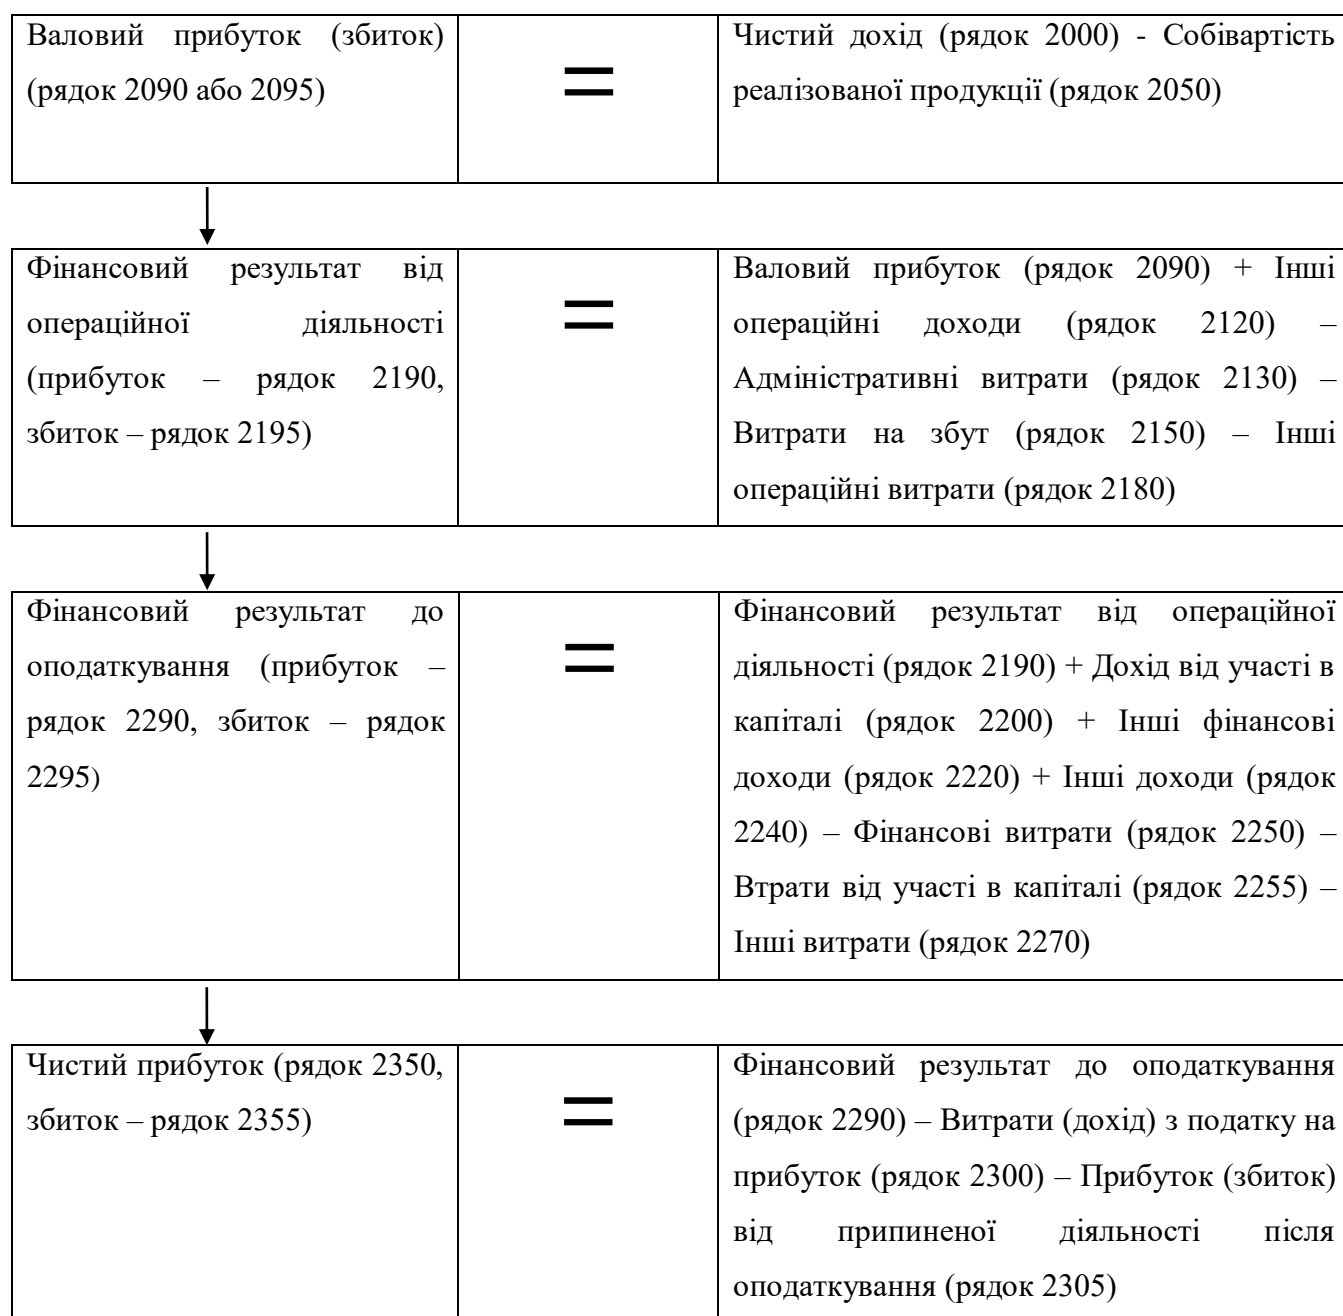 Валовий прибуток (збиток)
(рядок 2090 або 2095)
=
Чистий дохід (рядок 2000) - Собівартість
реалізованої продукції (рядок 2050)
Фінансовий результат від
операційної діяльності
(прибуток – рядок 2190,
збиток – рядок 2195)
=
Валовий прибуток (рядок 2090) + Інші
операційні доходи (рядок 2120) –
Адміністративні витрати (рядок 2130) –
Витрати на збут (рядок 2150) – Інші
операційні витрати (рядок 2180)
Фінансовий результат до
оподаткування (прибуток –
рядок 2290, збиток – рядок
2295)
=
Фінансовий результат від операційної
діяльності (рядок 2190) + Дохід від участі в
капіталі (рядок 2200) + Інші фінансові
доходи (рядок 2220) + Інші доходи (рядок
2240) – Фінансові витрати (рядок 2250) –
Втрати від участі в капіталі (рядок 2255) –
Інші витрати (рядок 2270)
Чистий прибуток (рядок 2350,
збиток – рядок 2355)
=
Фінансовий результат до оподаткування
(рядок 2290) – Витрати (дохід) з податку на
прибуток (рядок 2300) – Прибуток (збиток)
від припиненої діяльності після
оподаткування (рядок 2305)